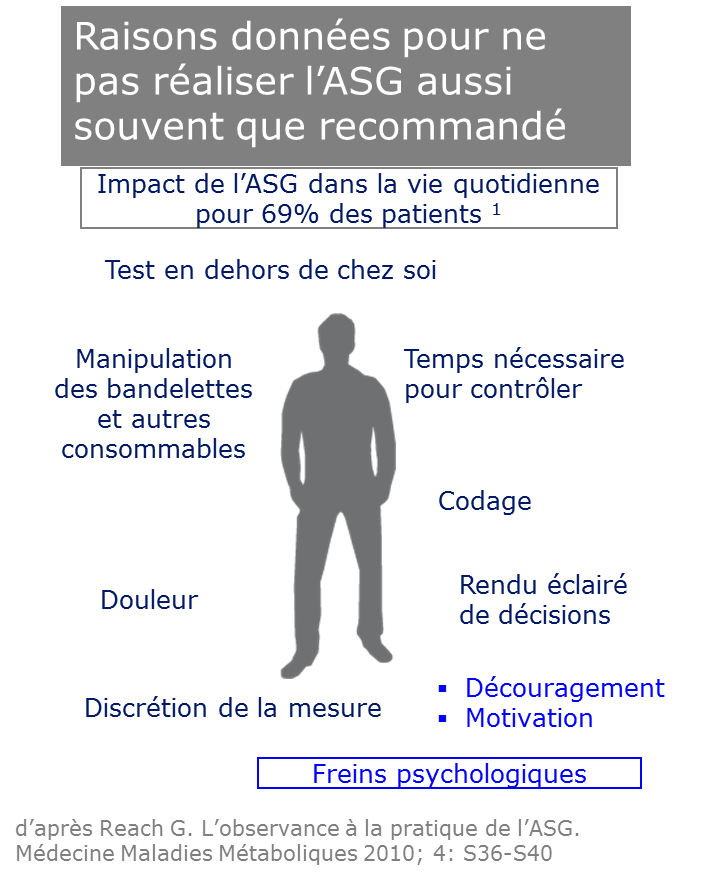 Raisons données pour ne
pas réaliser l’ASG aussi
souvent que recommandé
Impact de l’ASG dans la vie quotidienne
pour 69% des patients ¹
Test en dehors de chez soi
Manipulation
des bandelettes
et autres
consommables
Temps nécessaire
pour contrôler
Codage
Douleur
Rendu éclairé
de décisions
Discrétion de la mesure
▪ Découragement
▪ Motivation
Freins psychologiques
d’après Reach G. L’observance à la pratique de l’ASG.
Médecine Maladies Métaboliques 2010; 4: S36-S40